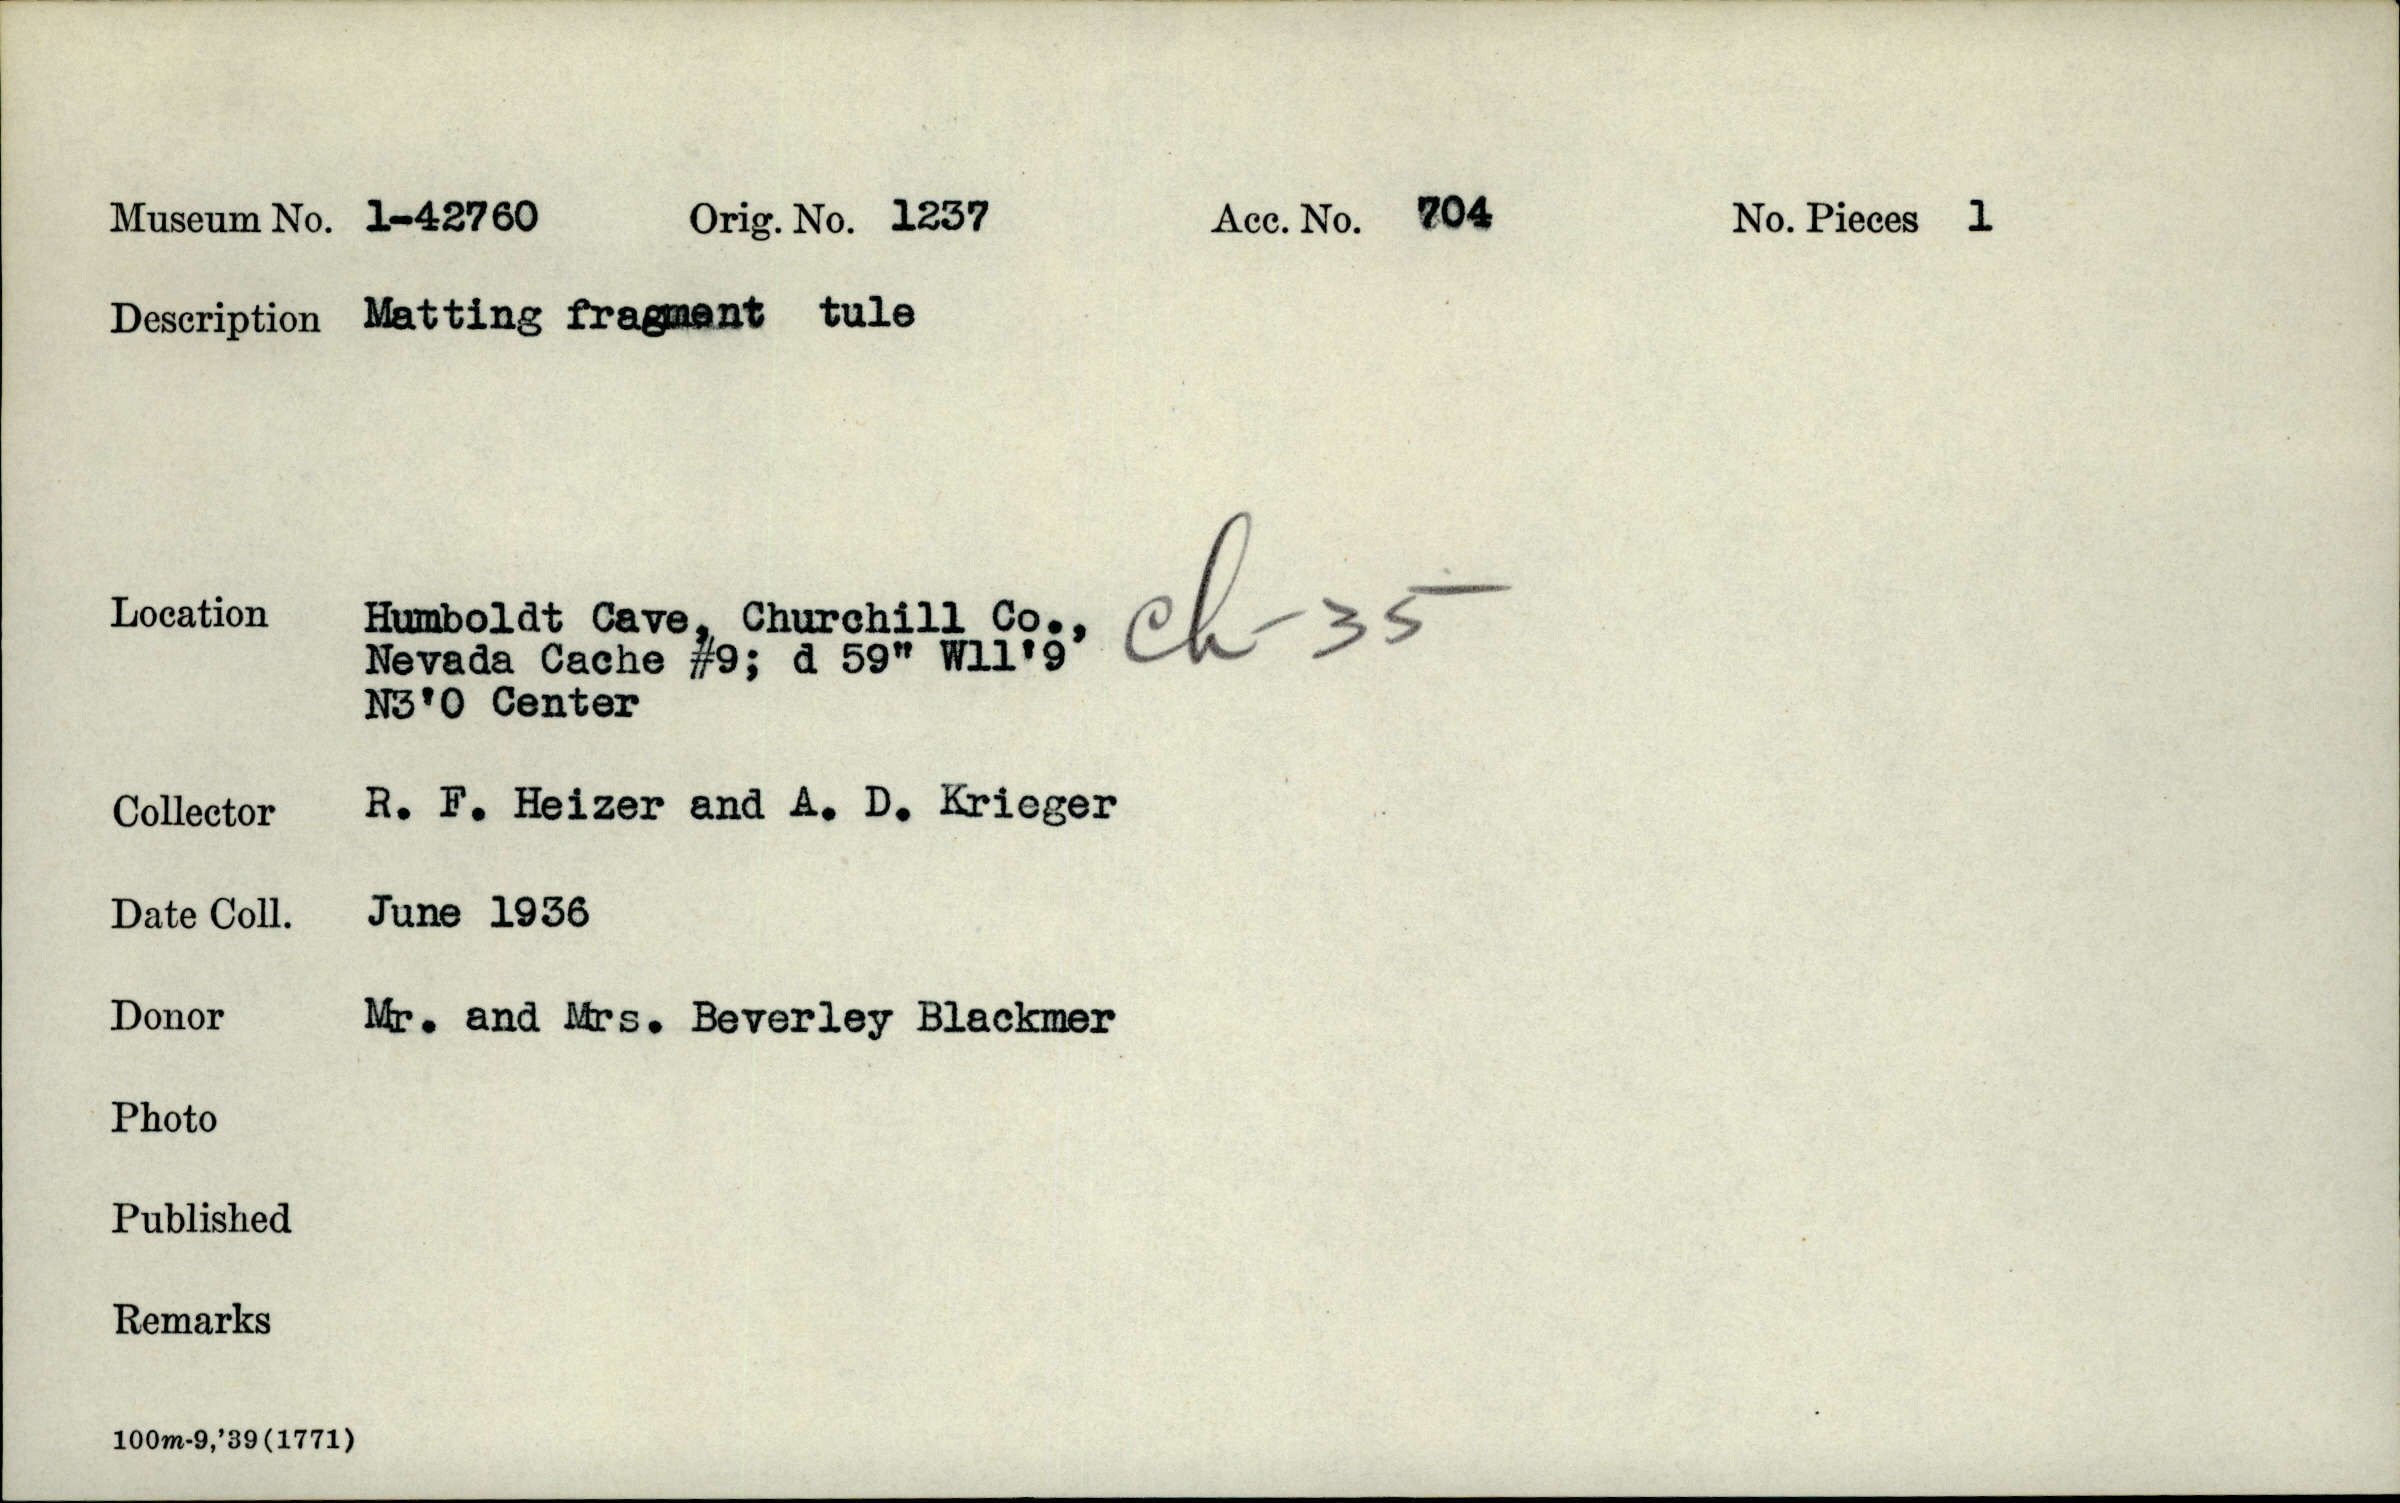 Museum No. 1-42760 Orig. No. 1237 Acc. No. 704 No. Pieces 1
Description Matting fragment tule
Location Humboldt Cave, Churchill Co., Ch-35
Nevada Cache #9; d 59" W11'9
N3'0 Center
Collector R. F. Heizer and A. D. Krieger
Date Coll. June 1936
Donor Mr. and Mrs. Beverley Blackmer
Photo
Published
Remarks
100m-9,'39(1771)